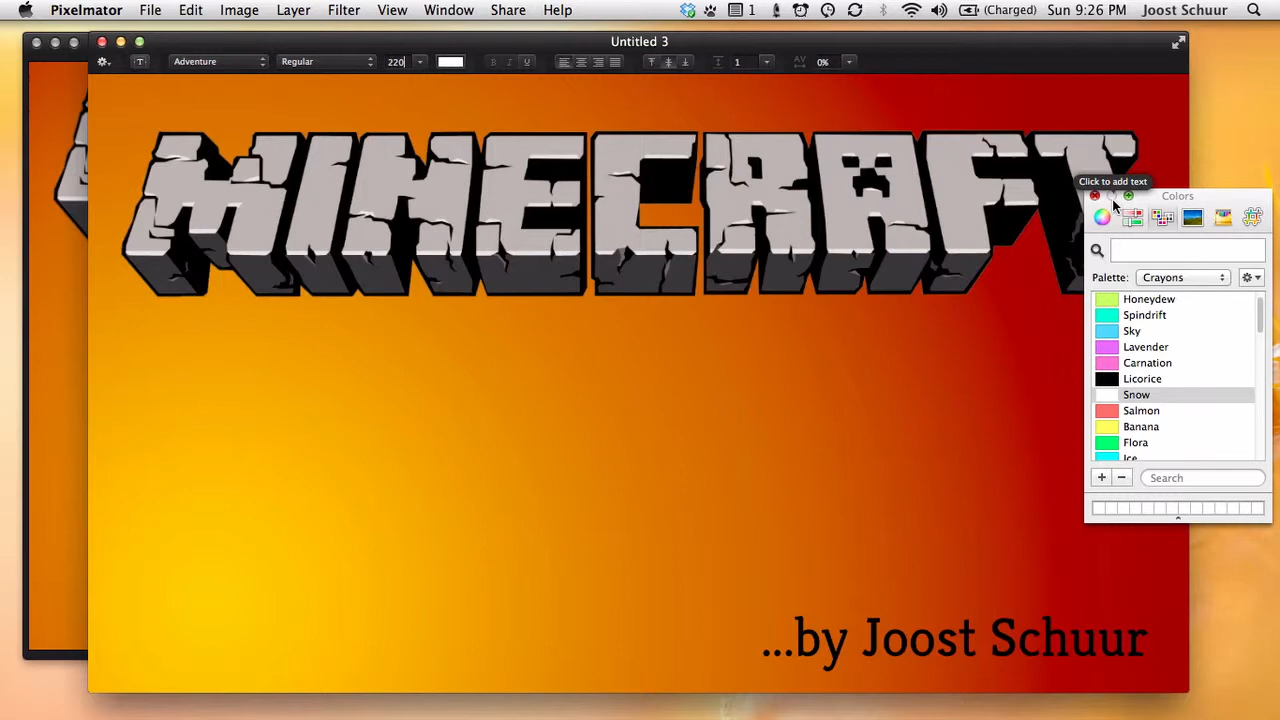 Pixelmator File Edit Image Layer Filter View Window Share Help 1 (Charged) Sun 9:26 PM Joost Schuur
Untitled 3
T Adventure Regular 220 B I U 1 AV 0%
MINECRAFT
Click to add text
Colors
Palette: Crayons
Honeydew
Spindrift
Sky
Lavender
Carnation
Licorice
Snow
Salmon
Banana
Flora
Ice
Search
...by Joost Schuur